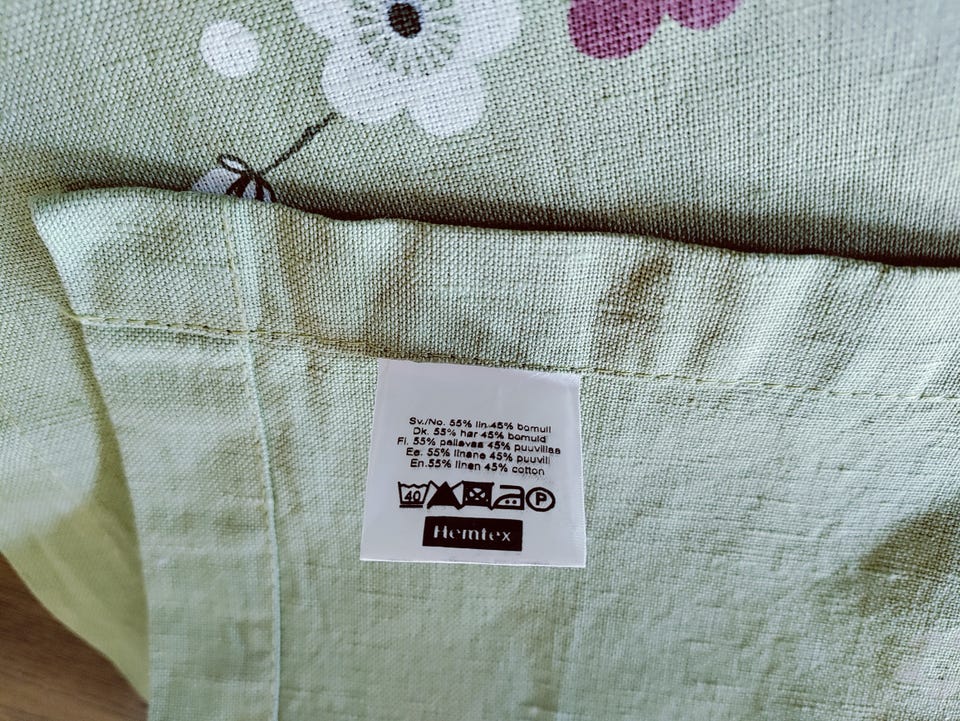 Sv./No. 55% lin 45% bomull
Dk. 55% hør 45% bomuld
Fi. 55% pellavaa 45% puuvillaa
Ee. 55% linane 45% puuvill
En.55% linen 45% cotton
40 P
Hemtex